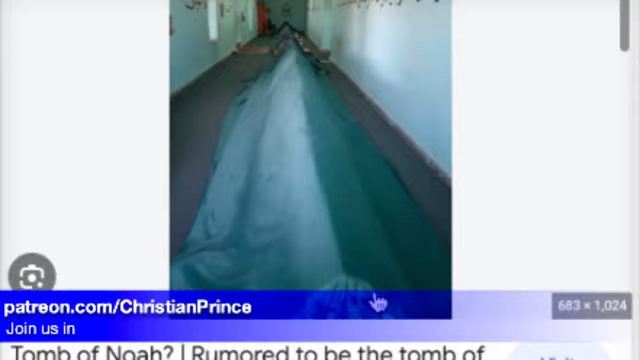 patreon.com/ChristianPrince
683 × 1,024
Join us in
Tomb of Noah? | Rumored to be the tomb of